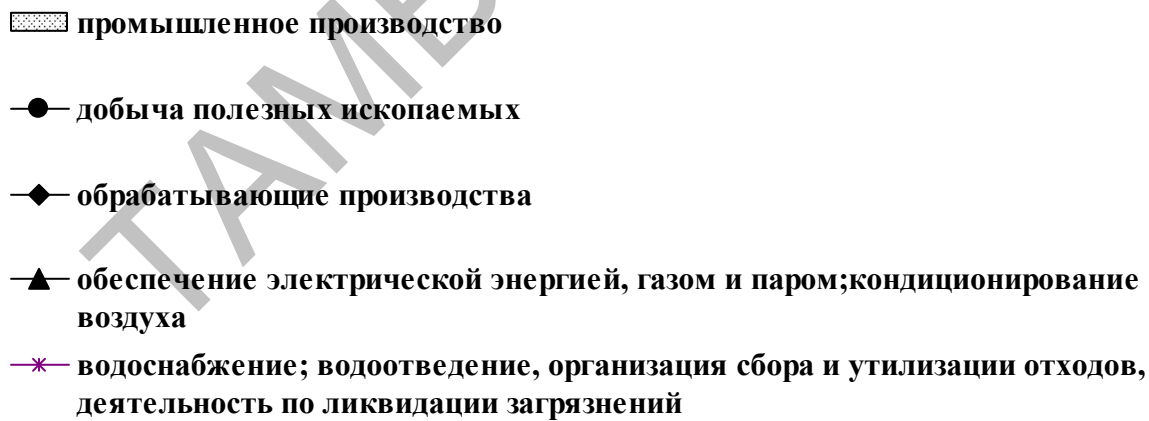 промышленное производство
добыча полезных ископаемых
обрабатывающие производства
обеспечение электрической энергией, газом и паром;кондиционирование
воздуха
водоснабжение; водоотведение, организация сбора и утилизации отходов,
деятельность по ликвидации загрязнений